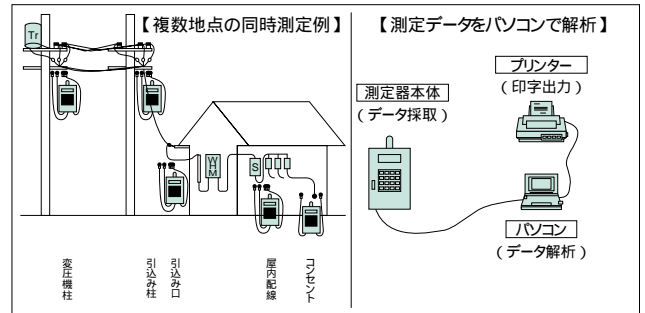 【複数地点の同時測定例】
Tr
WHM
S
変圧機柱
引込み柱
引込み口
屋内配線
コンセント
【測定データをパソコンで解析】
プリンター
(印字出力)
測定器本体
(データ採取)
パソコン
(データ解析)